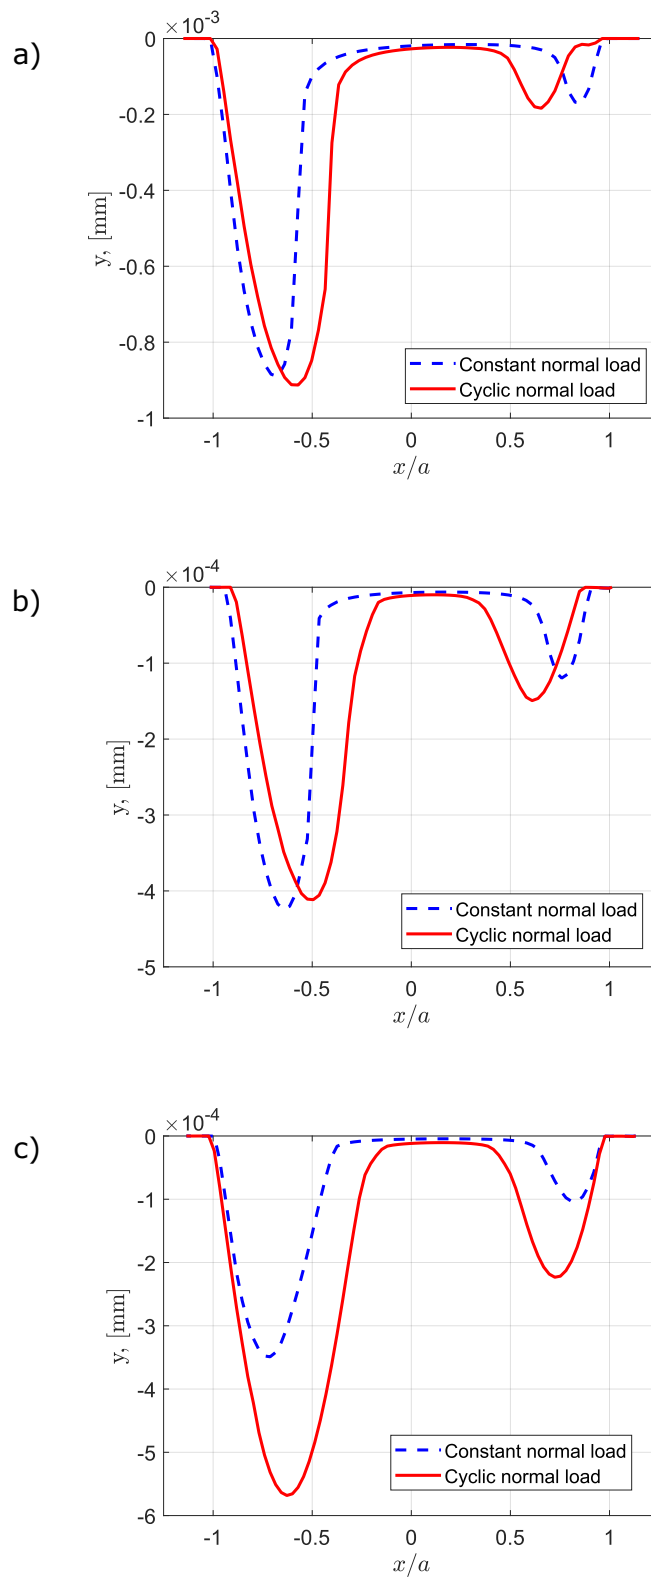 a)
×10⁻³
0
-0.2
-0.4
-0.6
-0.8
-1
y, [mm]
Constant normal load
Cyclic normal load
-1 -0.5 0 0.5 1
x/a
b)
×10⁻⁴
0
-1
-2
-3
-4
-5
y, [mm]
Constant normal load
Cyclic normal load
-1 -0.5 0 0.5 1
x/a
c)
×10⁻⁴
0
-1
-2
-3
-4
-5
-6
y, [mm]
Constant normal load
Cyclic normal load
-1 -0.5 0 0.5 1
x/a